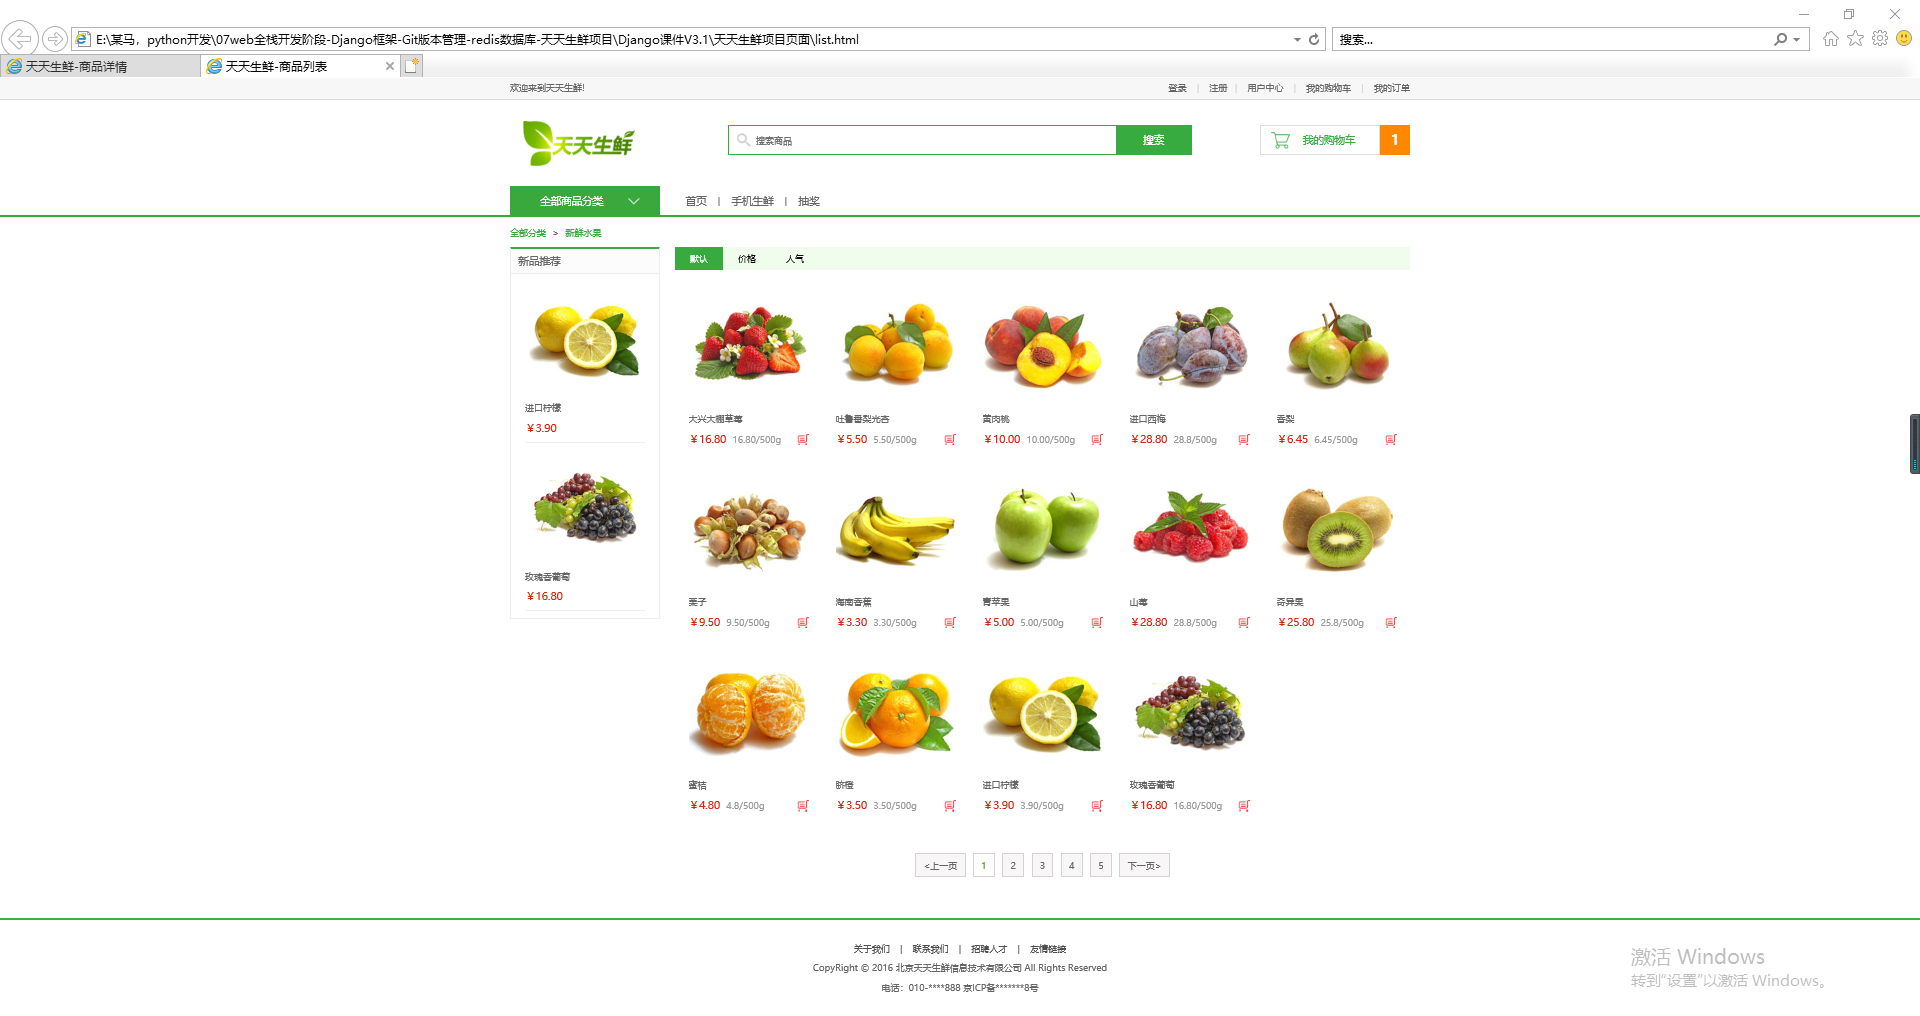 E:\某马，python开发\07web全栈开发阶段-Django框架-Git版本管理-redis数据库-天天生鲜项目\Django课件V3.1\天天生鲜项目页面\list.html
搜索...
天天生鲜-商品详情
天天生鲜-商品列表
欢迎来到天天生鲜!
登录 | 注册 | 用户中心 | 我的购物车 | 我的订单
天天生鲜
搜索商品
搜索
我的购物车
1
全部商品分类
首页 | 手机生鲜 | 抽奖
全部分类 > 新鲜水果
新品推荐
进口柠檬
￥3.90
玫瑰香葡萄
￥16.80
默认 价格 人气
大兴大棚草莓 吐鲁番梨光杏 黄肉桃 进口西梅 香梨
￥16.80 16.80/500g ￥5.50 5.50/500g ￥10.00 10.00/500g ￥28.80 28.8/500g ￥6.45 6.45/500g
栗子 海南香蕉 青苹果 山莓 奇异果
￥9.50 9.50/500g ￥3.30 3.30/500g ￥5.00 5.00/500g ￥28.80 28.8/500g ￥25.80 25.8/500g
蜜桔 脐橙 进口柠檬 玫瑰香葡萄
￥4.80 4.8/500g ￥3.50 3.50/500g ￥3.90 3.90/500g ￥16.80 16.80/500g
<上一页 1 2 3 4 5 下一页>
关于我们 | 联系我们 | 招聘人才 | 友情链接
CopyRight © 2016 北京天天生鲜信息技术有限公司 All Rights Reserved
电话：010-****888 京ICP备*******8号
激活 Windows
转到“设置”以激活 Windows。